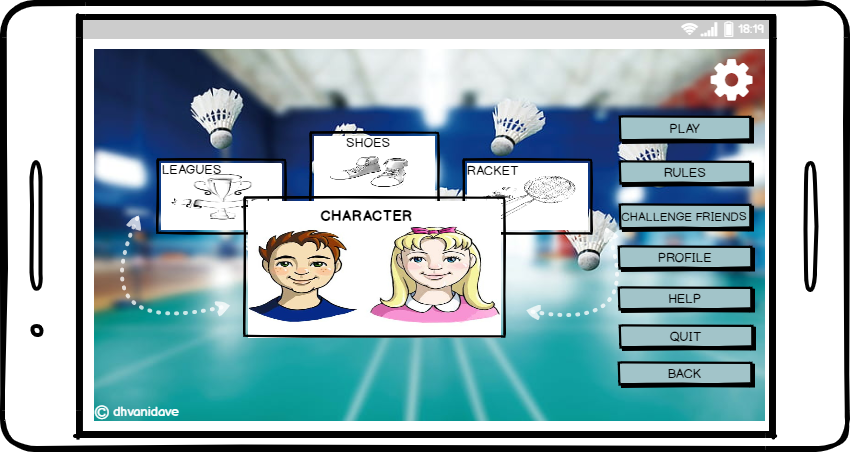 18:19
SHOES
LEAGUES
RACKET
CHARACTER
PLAY
RULES
CHALLENGE FRIENDS
PROFILE
HELP
QUIT
BACK
© dhvanidave